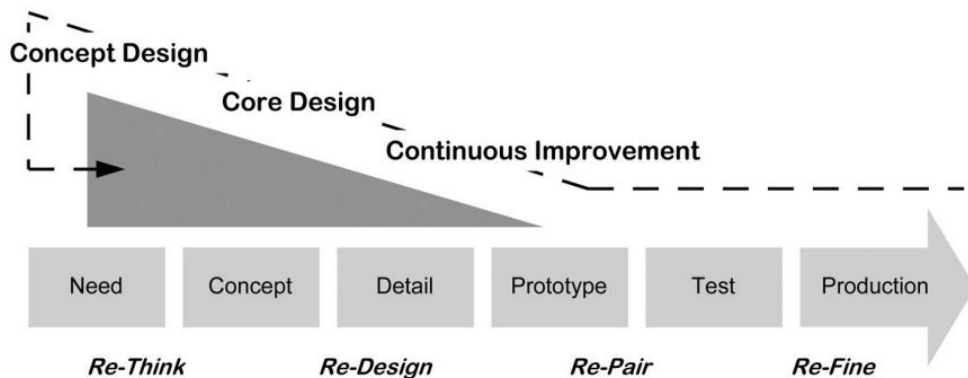 Concept Design
Core Design
Continuous Improvement
Need Concept Detail Prototype Test Production
Re-Think Re-Design Re-Pair Re-Fine